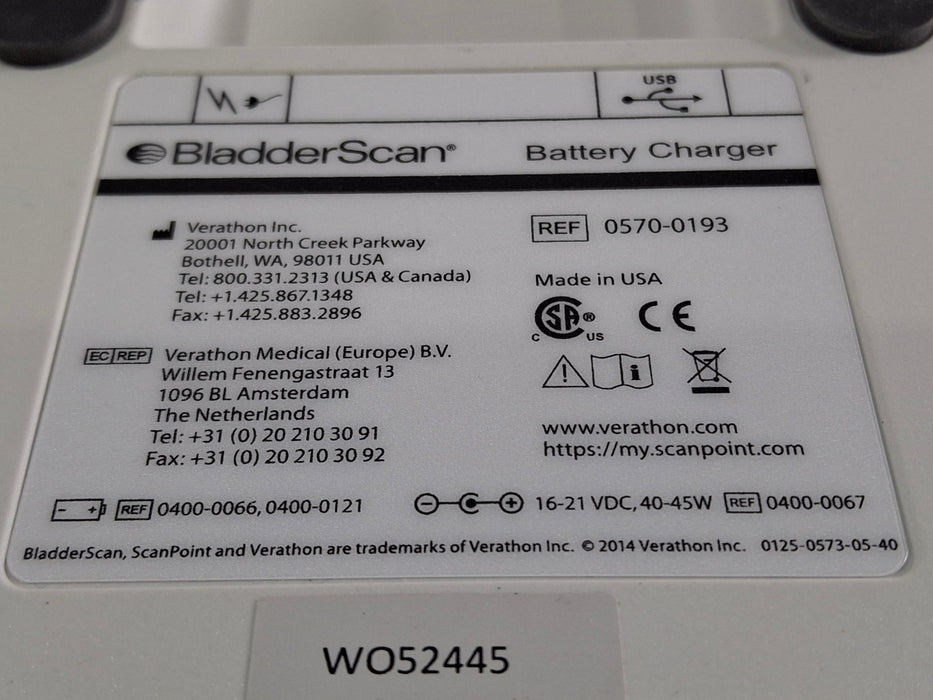 USB
BladderScan® Battery Charger
Verathon Inc.
20001 North Creek Parkway
Bothell, WA, 98011 USA
Tel: 800.331.2313 (USA & Canada)
Tel: +1.425.867.1348
Fax: +1.425.883.2896
EC REP Verathon Medical (Europe) B.V.
Willem Fenengastraat 13
1096 BL Amsterdam
The Netherlands
Tel: +31 (0) 20 210 30 91
Fax: +31 (0) 20 210 30 92
REF 0570-0193
Made in USA
C CSA® US CE
www.verathon.com
https://my.scanpoint.com
REF 0400-0066, 0400-0121
16-21 VDC, 40-45W REF 0400-0067
BladderScan, ScanPoint and Verathon are trademarks of Verathon Inc. © 2014 Verathon Inc. 0125-0573-05-40
WO52445